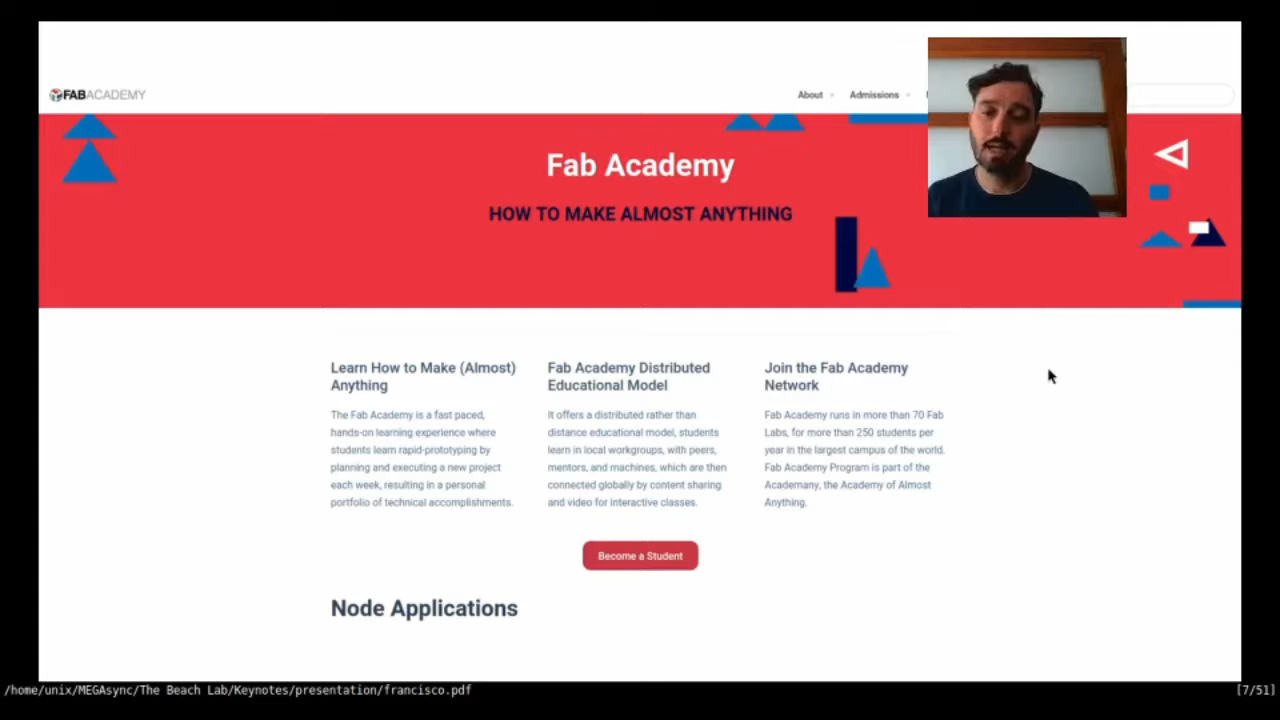 FABACADEMY
About
Admissions
Fab Academy
HOW TO MAKE ALMOST ANYTHING
Learn How to Make (Almost)
Anything
The Fab Academy is a fast paced,
hands-on learning experience where
students learn rapid-prototyping by
planning and executing a new project
each week, resulting in a personal
portfolio of technical accomplishments.
Fab Academy Distributed
Educational Model
It offers a distributed rather than
distance educational model, students
learn in local workgroups, with peers,
mentors, and machines, which are then
connected globally by content sharing
and video for interactive classes.
Join the Fab Academy
Network
Fab Academy runs in more than 70 Fab
Labs, for more than 250 students per
year in the largest campus of the world.
Fab Academy Program is part of the
Academany, the Academy of Almost
Anything.
Become a Student
Node Applications
/home/unix/MEGAsync/The Beach Lab/Keynotes/presentation/francisco.pdf
[7/51]